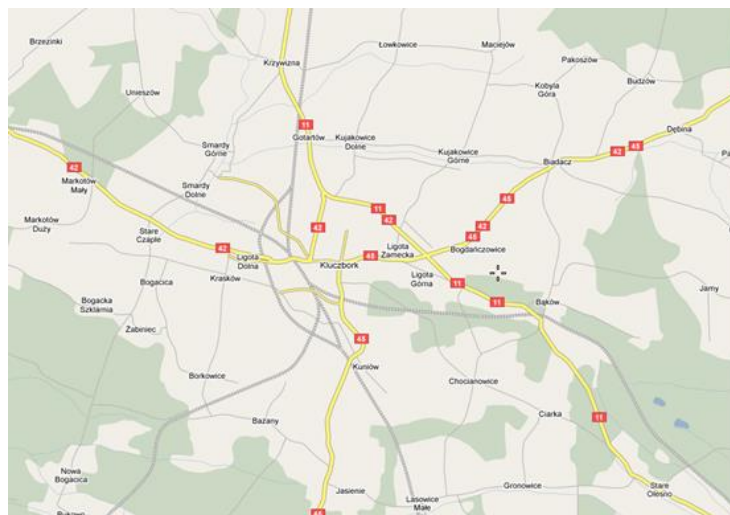 Brzezinki
Łowkowice
Maciejów
Krzywizna
Pakoszów
Unieszów
Kobyla
Góra
Budzów
11
Gotartów
Kujakowice
Dolne
Dębina
Smardy
Górne
Kujakowice
Górne
42
45
Biadacz
42
Markotów
Mały
Smardy
Dolne
45
11
42
Markotów
Duży
Stare
Czaple
42
42
45
42
Ligota
Zamecka
Bogdańczowice
Ligota
Dolna
Kluczbork
45
Bogacica
Krasków
Ligota
Górna
11
Jamy
Bogacka
Szklarnia
11
Bąków
Żabiniec
45
Kuniów
Borkowice
Chocianowice
Ciarka
11
Bażany
Nowa
Bogacica
Jasienie
Gronowice
Stare
Olesno
Lasowice
Małe
45